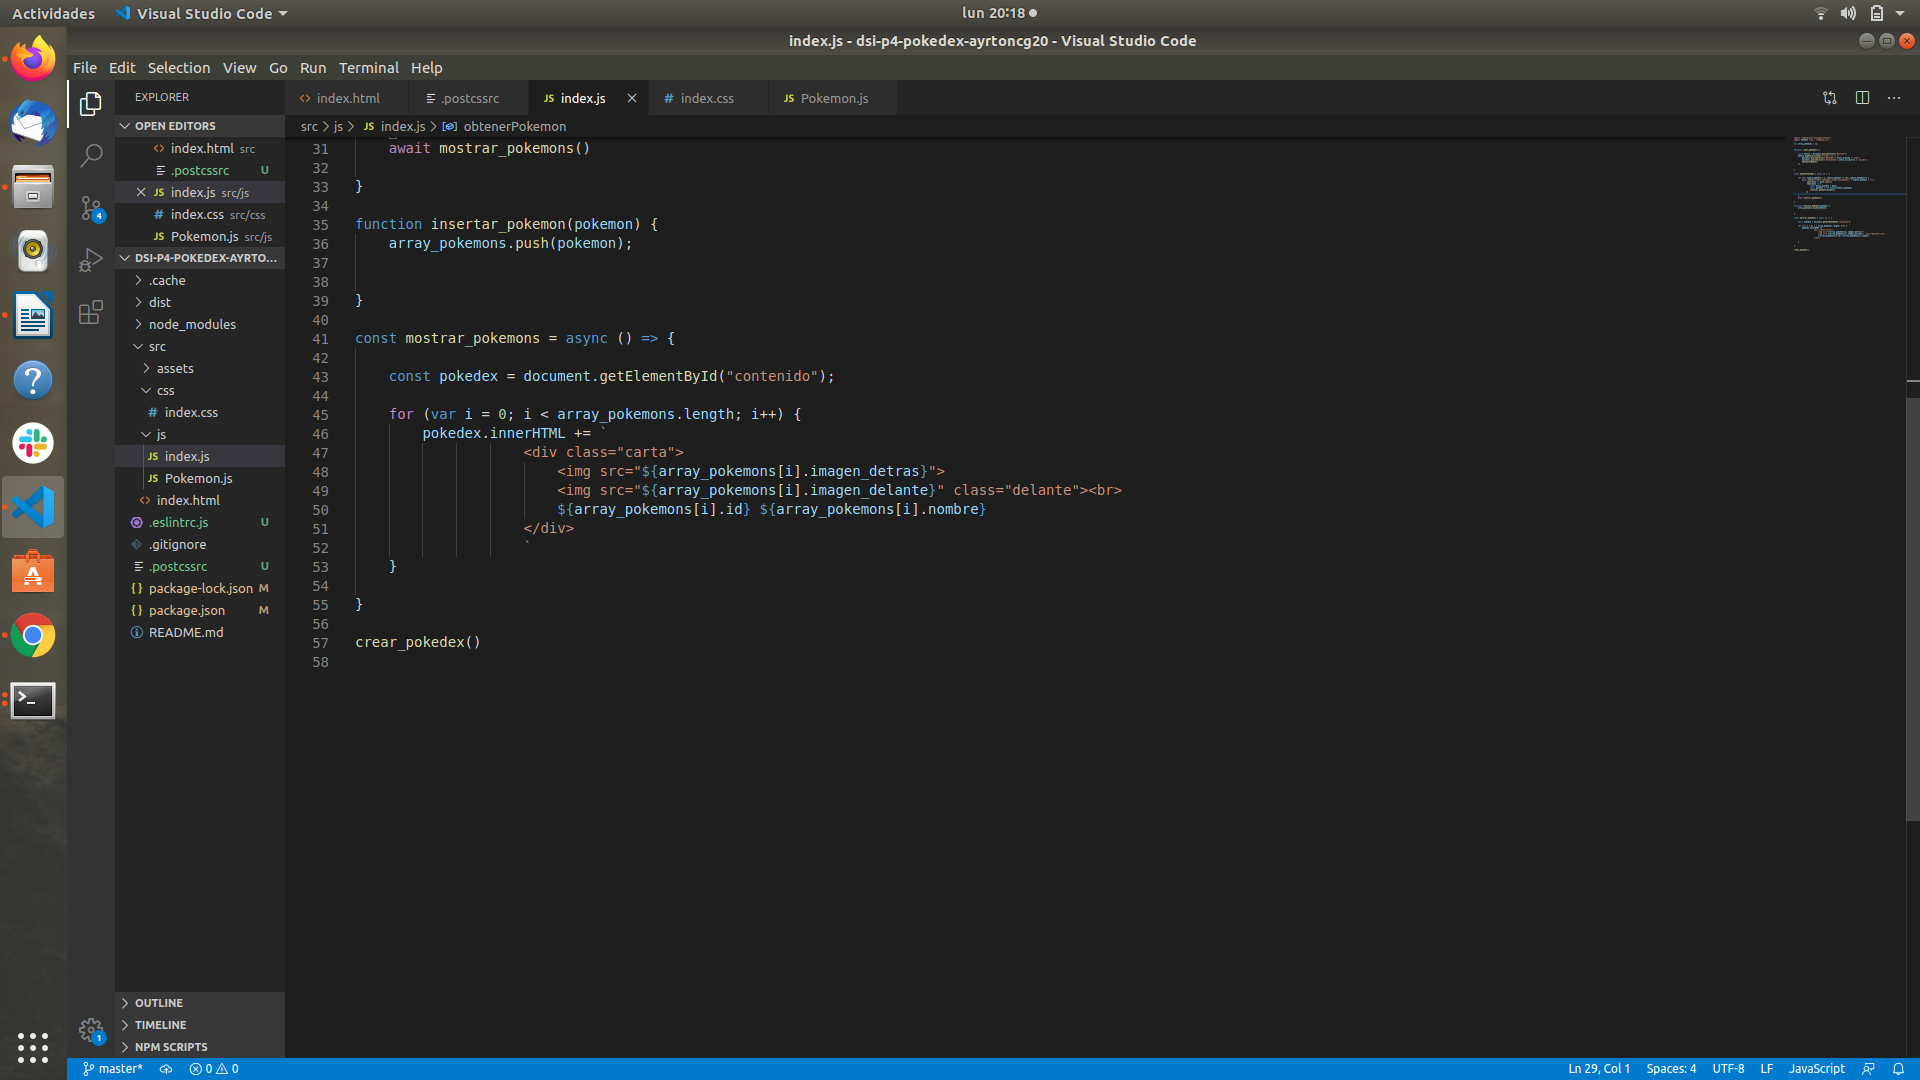 Actividades
Visual Studio Code
lun 20:18
index.js - dsi-p4-pokedex-ayrtoncg20 - Visual Studio Code
File Edit Selection View Go Run Terminal Help
EXPLORER
OPEN EDITORS
index.html src
.postcssrc U
JS index.js src/js
# index.css src/css
JS Pokemon.js src/js
DSI-P4-POKEDEX-AYRTO...
.cache
dist
node_modules
src
assets
css
# index.css
js
JS index.js
JS Pokemon.js
<> index.html
.eslintrc.js U
.gitignore
.postcssrc U
{} package-lock.json M
{} package.json M
README.md
OUTLINE
TIMELINE
NPM SCRIPTS
4
1
<> index.html
.postcssrc
JS index.js
# index.css
JS Pokemon.js
src > js > JS index.js > obtenerPokemon
31 await mostrar_pokemons()
32
33 }
34
35 function insertar_pokemon(pokemon) {
36 array_pokemons.push(pokemon);
37
38
39 }
40
41 const mostrar_pokemons = async () => {
42
43 const pokedex = document.getElementById("contenido");
44
45 for (var i = 0; i < array_pokemons.length; i++) {
46 pokedex.innerHTML += `
47 <div class="carta">
48 <img src="${array_pokemons[i].imagen_detras}">
49 <img src="${array_pokemons[i].imagen_delante}" class="delante"><br>
50 ${array_pokemons[i].id} ${array_pokemons[i].nombre}
51 </div>
52 `
53 }
54
55 }
56
57 crear_pokedex()
58
master* 0 0
Ln 29, Col 1 Spaces: 4 UTF-8 LF JavaScript